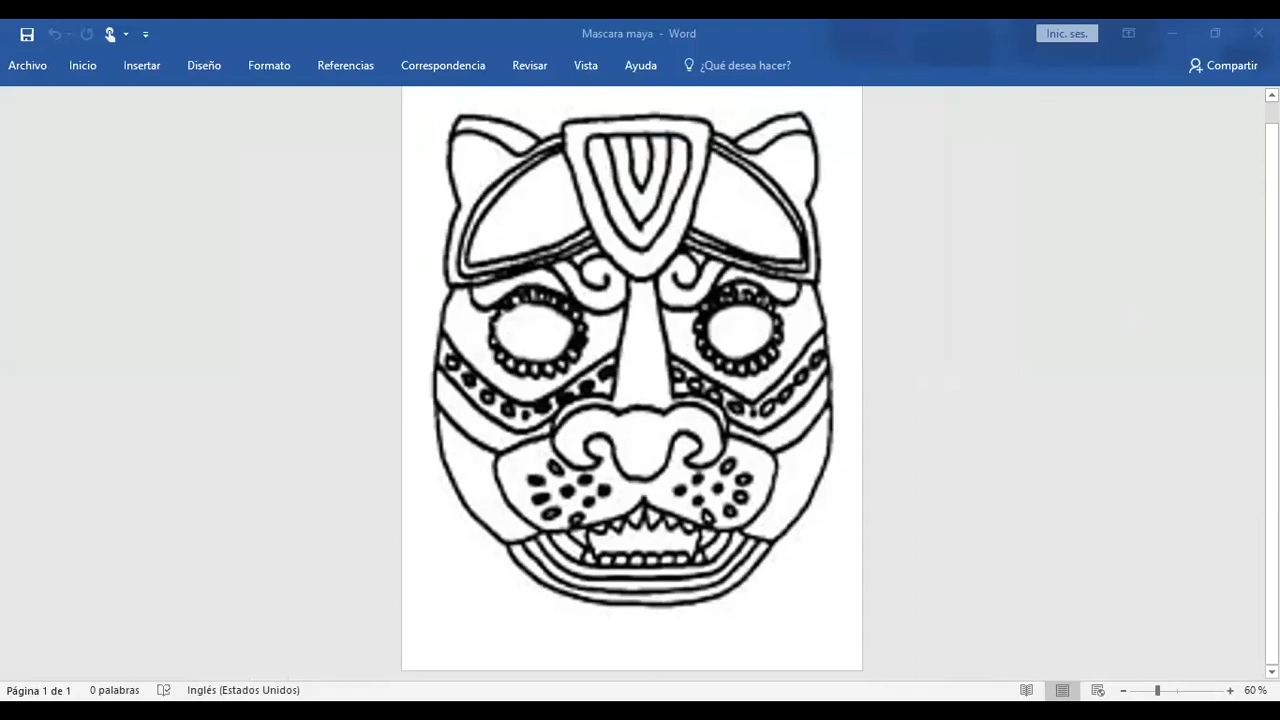 Mascara maya - Word
Inic. ses.
Archivo Inicio Insertar Diseño Formato Referencias Correspondencia Revisar Vista Ayuda ¿Qué desea hacer? Compartir
Página 1 de 1 0 palabras Inglés (Estados Unidos) 60 %